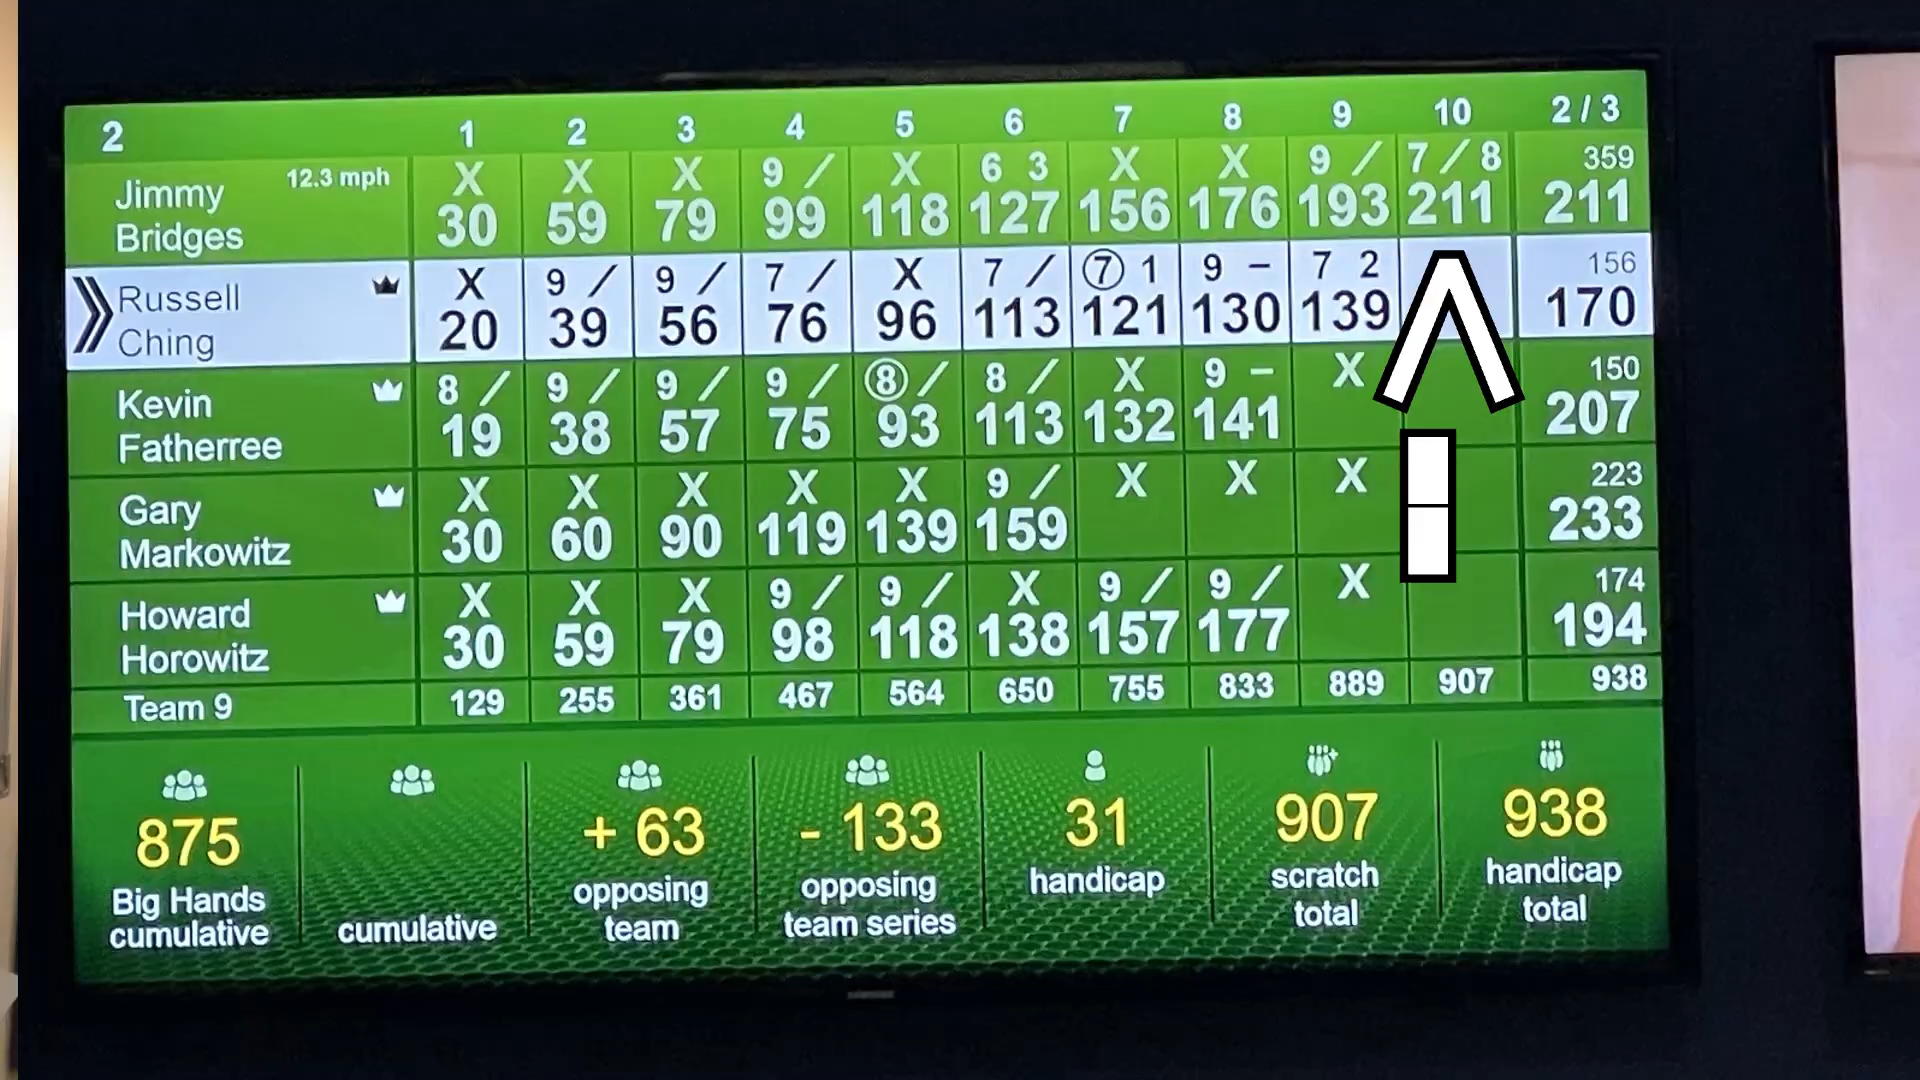 2 1 2 3 4 5 6 7 8 9 10 2 / 3
Jimmy 12.3 mph X X X 9 / X 6 3 X X 9 / 7 / 8 359
Bridges 30 59 79 99 118 127 156 176 193 211 211
Russell X 9 / 9 / 7 / X 7 / 7 1 9 – 7 2 156
Ching 20 39 56 76 96 113 121 130 139 170
Kevin 8 / 9 / 9 / 9 / 8 / 8 / X 9 – X 150
Fatherree 19 38 57 75 93 113 132 141 207
Gary X X X X X 9 / X X X 223
Markowitz 30 60 90 119 139 159 233
Howard X X X 9 / 9 / X 9 / 9 / X 174
Horowitz 30 59 79 98 118 138 157 177 194
Team 9 129 255 361 467 564 650 755 833 889 907 938
875 + 63 - 133 31 907 938
Big Hands opposing opposing handicap scratch handicap
cumulative cumulative team team series total total